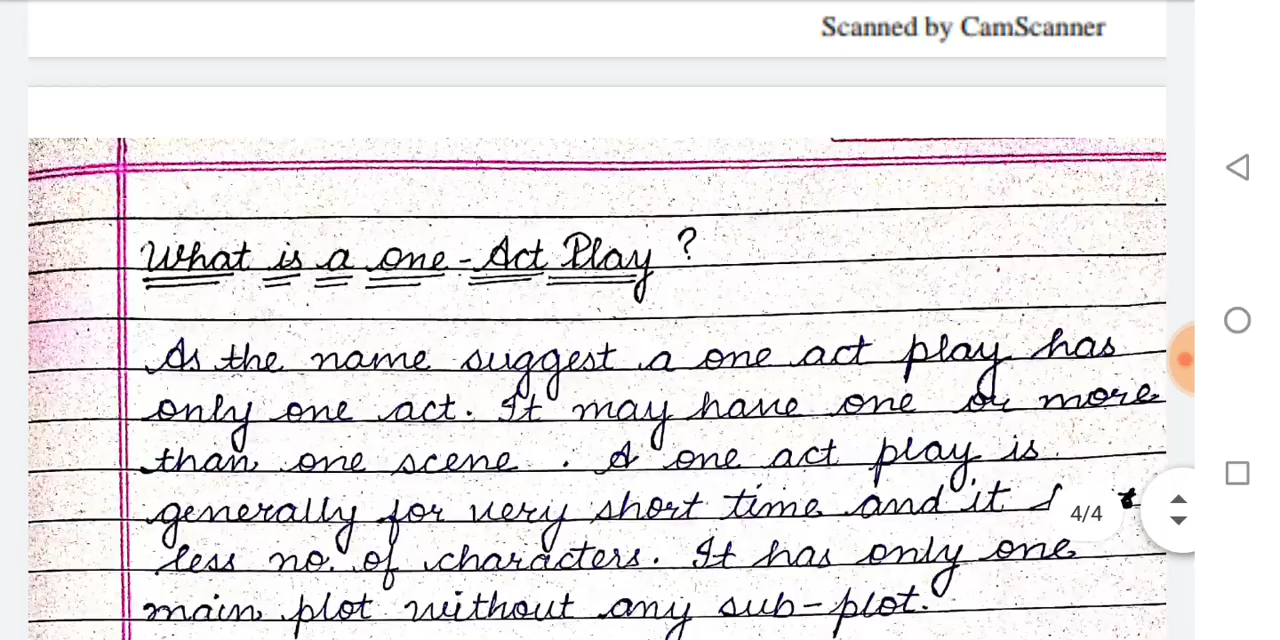 Scanned by CamScanner
What is a one-Act Play ?
As the name suggest a one act play has
only one act. It may have one or more
than one scene. A one act play is
generally for very short time and it
4/4
less no. of characters. It has only one
main plot without any sub-plot.